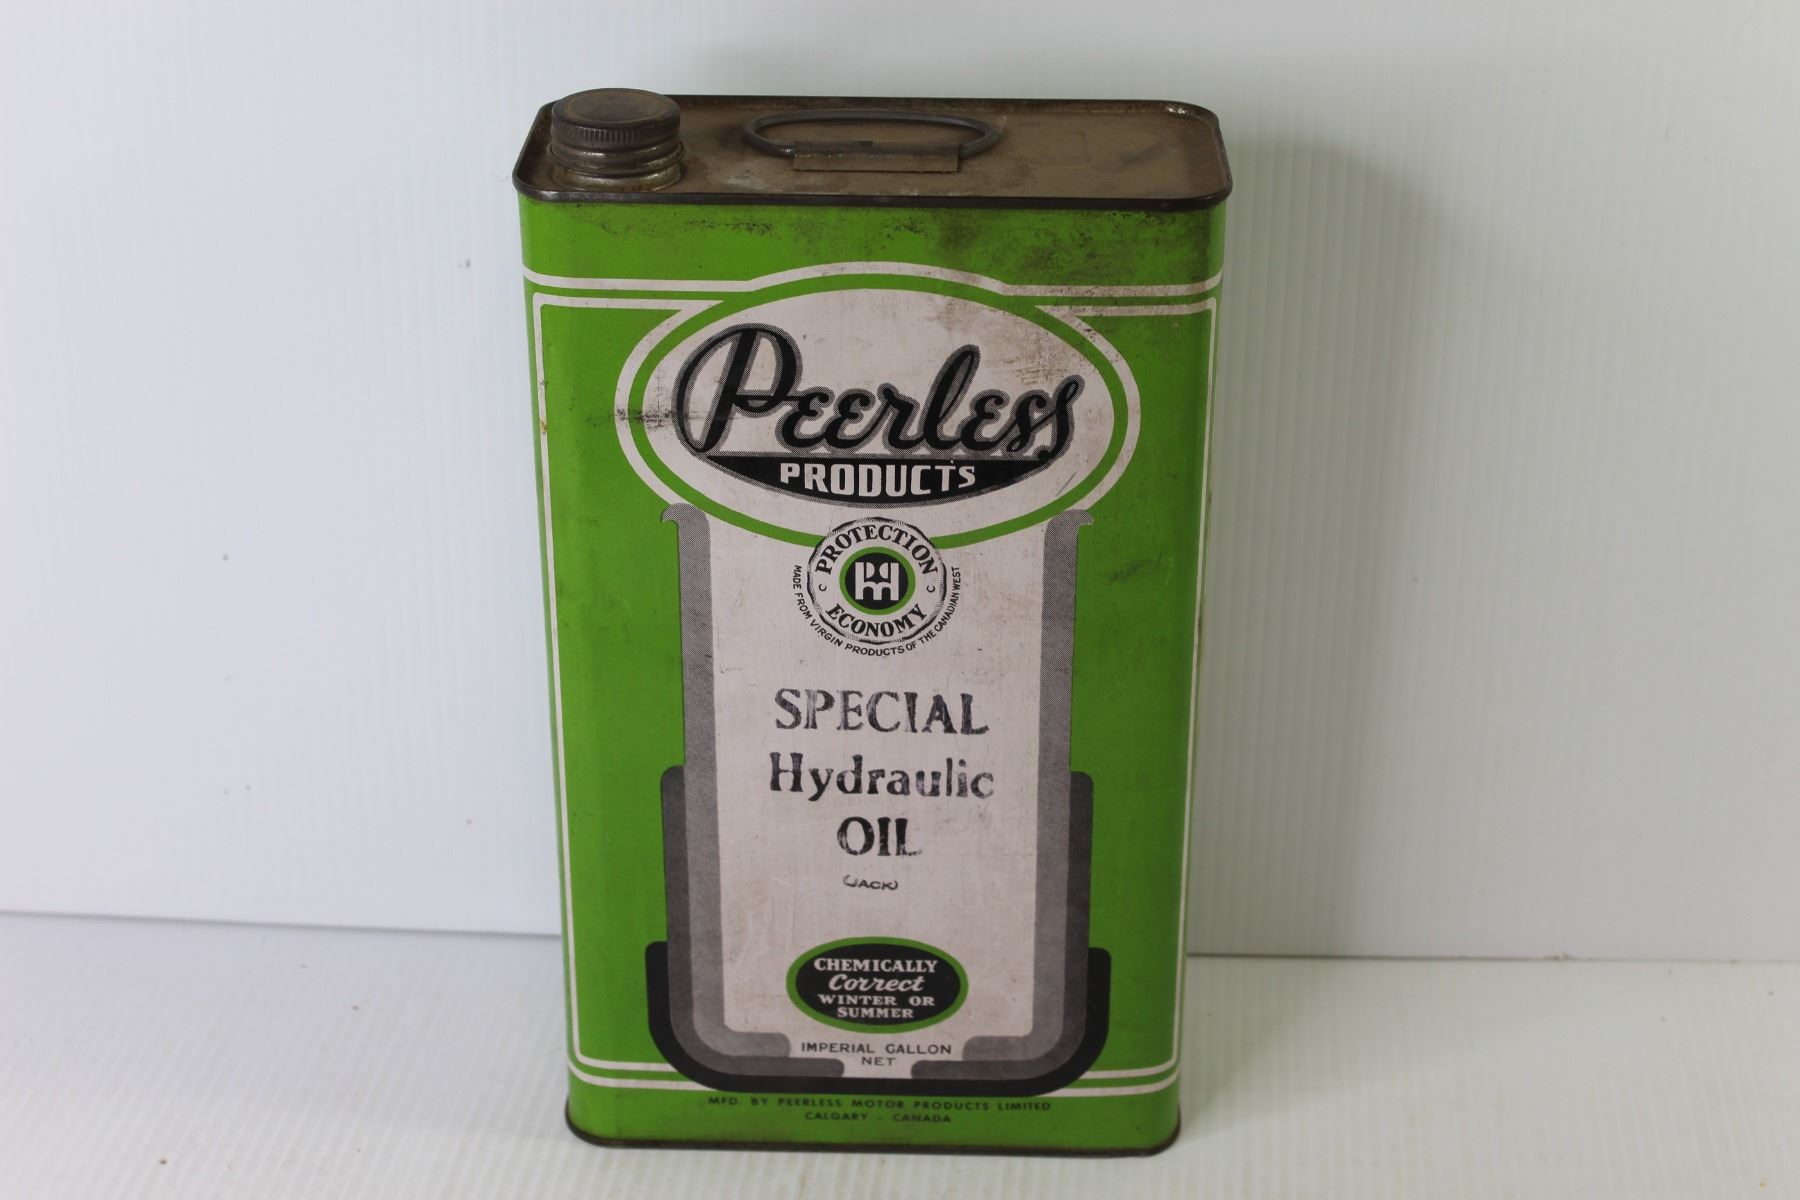 Peerless
PRODUCTS
PROTECTION
ECONOMY
MADE FROM VIRGIN PRODUCTS OF THE CANADIAN WEST
SPECIAL
Hydraulic
OIL
(JACK)
CHEMICALLY
Correct
WINTER OR
SUMMER
IMPERIAL GALLON
NET
MFD. BY PEERLESS MOTOR PRODUCTS LIMITED
CALGARY - CANADA